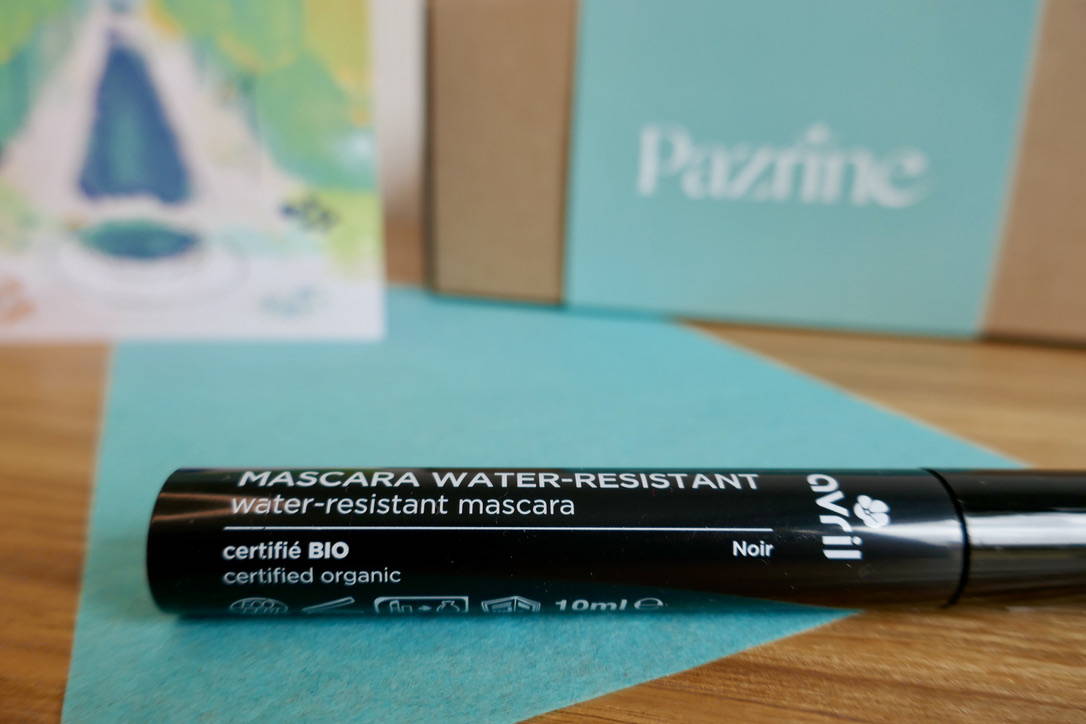 Pazrine
MASCARA WATER-RESISTANT
water-resistant mascara
certifié BIO
Noir
certified organic
10ml ℮
avril